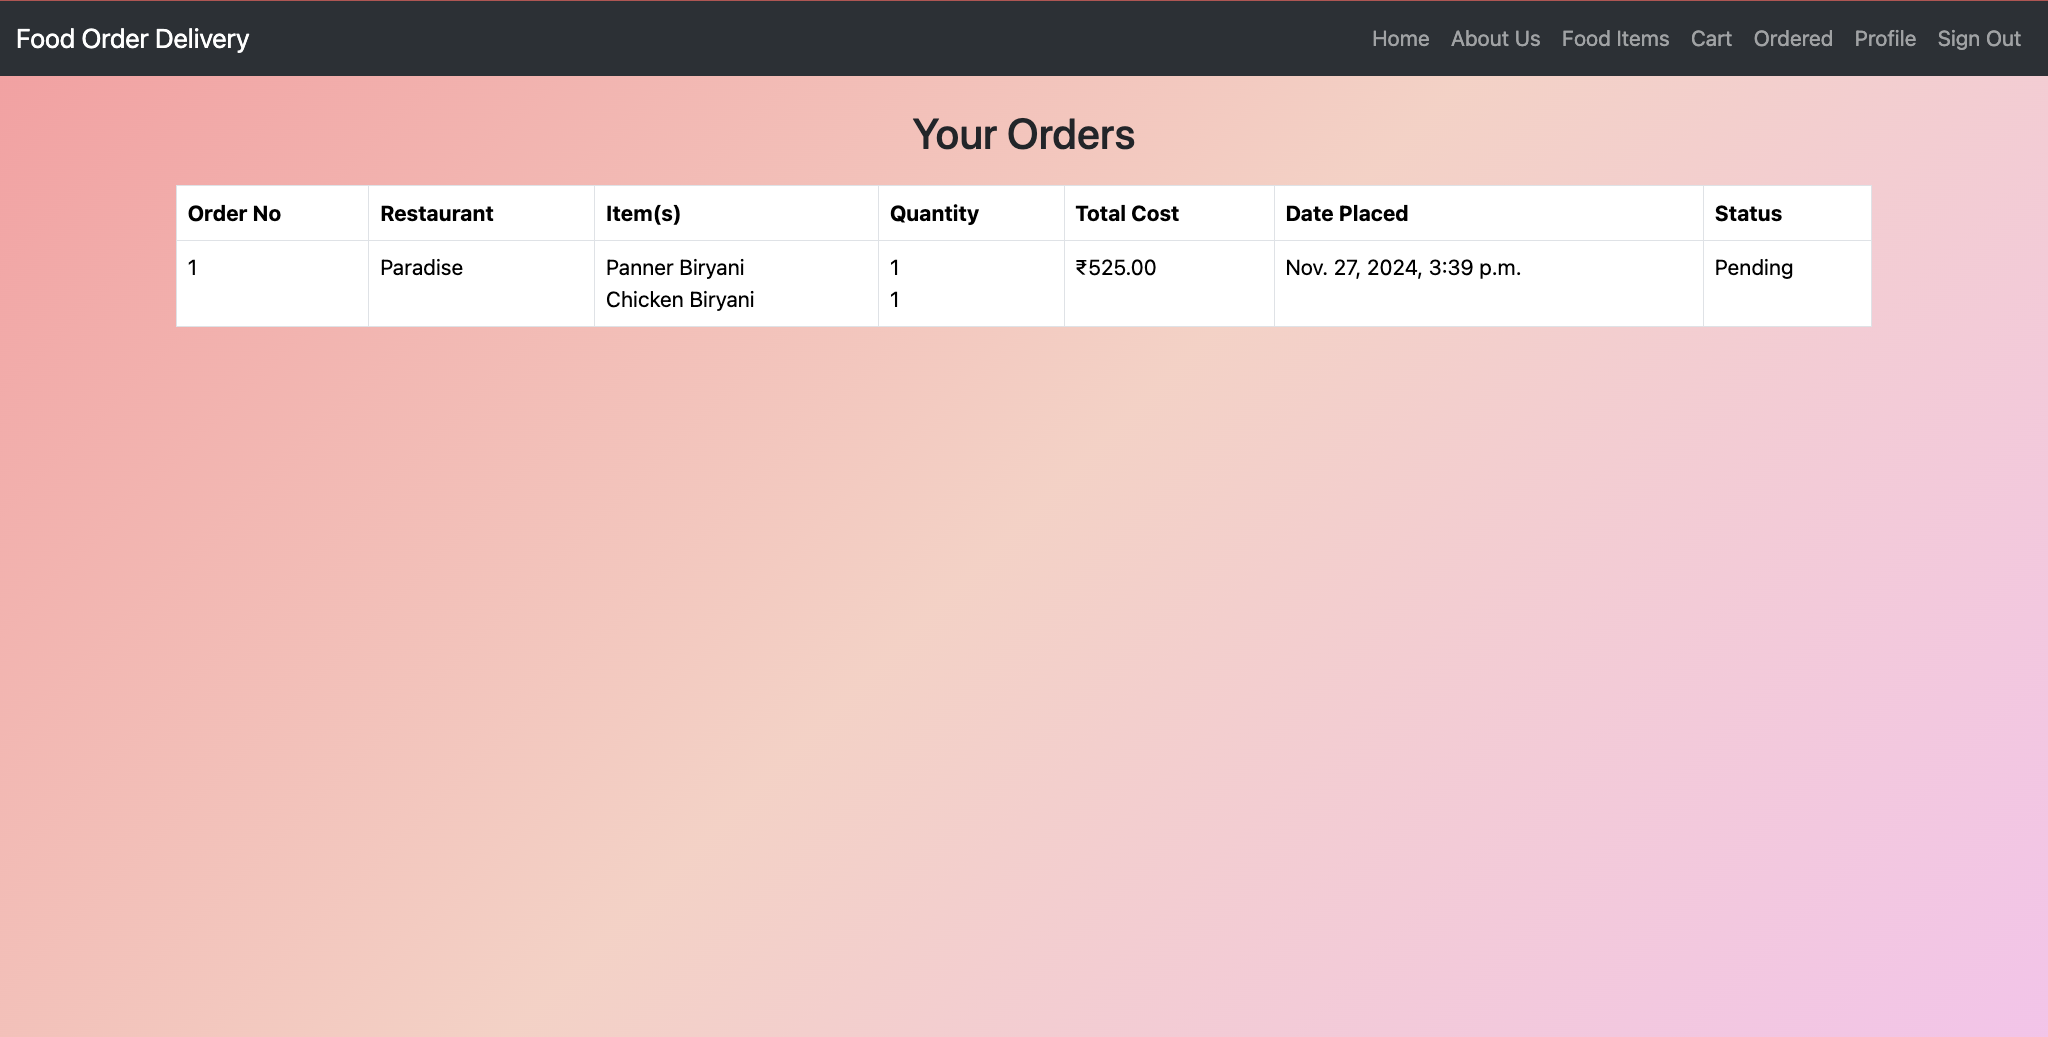 Food Order Delivery Home About Us Food Items Cart Ordered Profile Sign Out
Your Orders
Order No Restaurant Item(s) Quantity Total Cost Date Placed Status
1 Paradise Panner Biryani 1 ₹525.00 Nov. 27, 2024, 3:39 p.m. Pending
Chicken Biryani 1